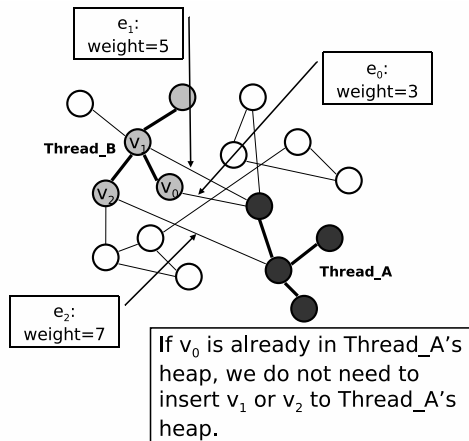 e₁:
weight=5
e₀:
weight=3
Thread_B
v₁
v₂
v₀
Thread_A
e₂:
weight=7
If v₀ is already in Thread_A's
heap, we do not need to
insert v₁ or v₂ to Thread_A's
heap.